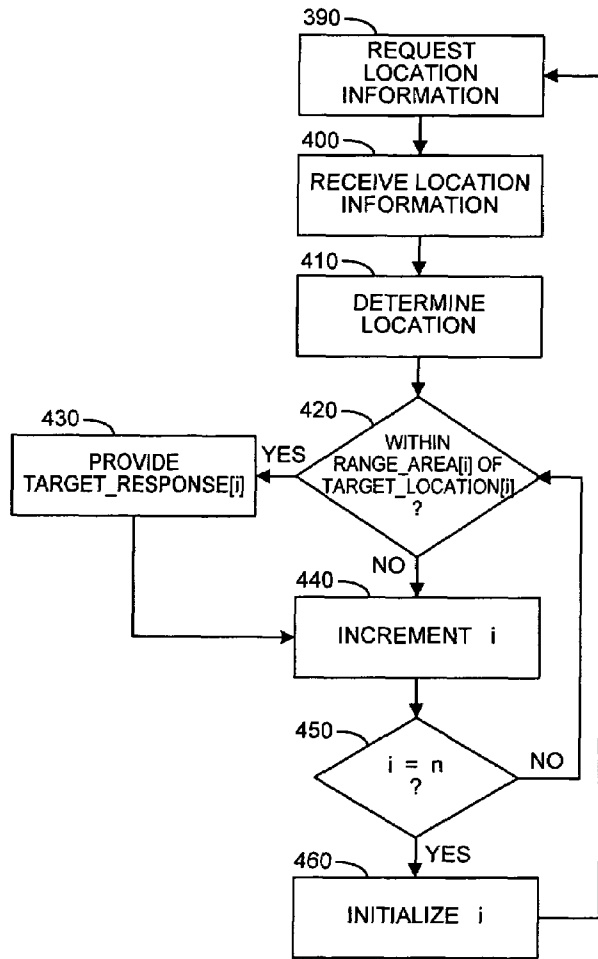 390
REQUEST
LOCATION
INFORMATION
400
RECEIVE LOCATION
INFORMATION
410
DETERMINE
LOCATION
420
WITHIN
RANGE_AREA[i] OF
TARGET_LOCATION[i]
?
YES
430
PROVIDE
TARGET_RESPONSE[i]
NO
440
INCREMENT i
450
i = n
?
NO
YES
460
INITIALIZE i